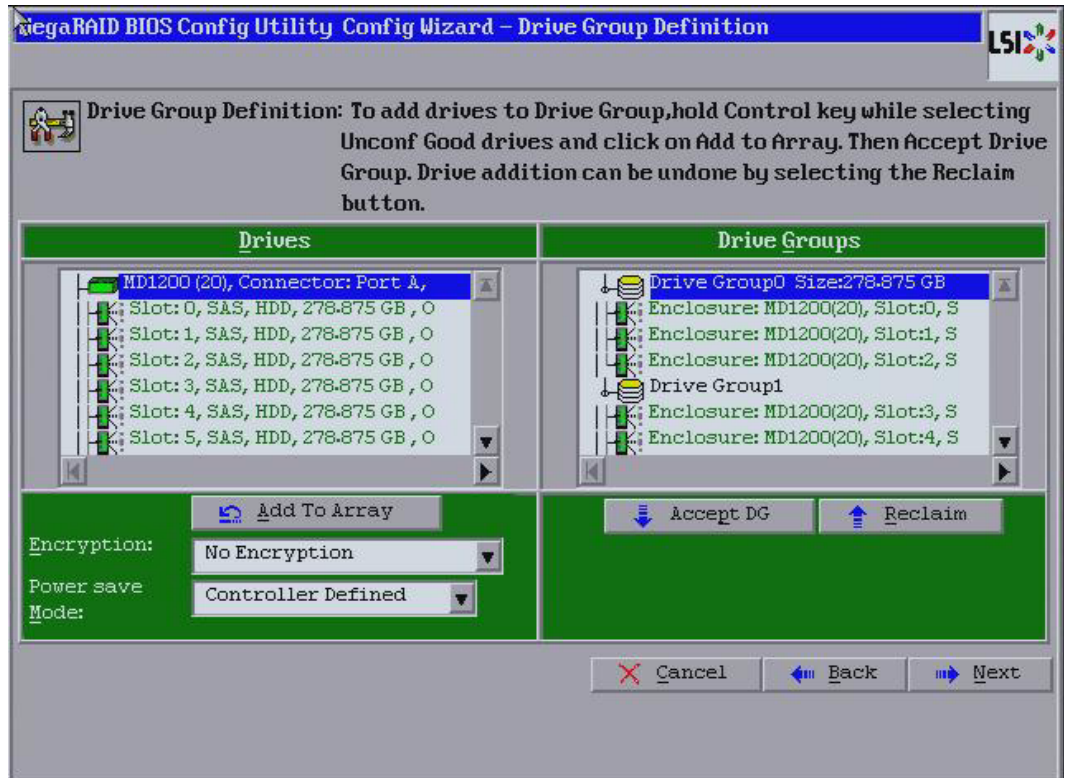 MegaRAID BIOS Config Utility Config Wizard – Drive Group Definition
LSI
Drive Group Definition: To add drives to Drive Group,hold Control key while selecting
Unconf Good drives and click on Add to Array. Then Accept Drive
Group. Drive addition can be undone by selecting the Reclaim
button.
Drives
MD1200 (20), Connector: Port A,
Slot: 0, SAS, HDD, 278.875 GB , O
Slot: 1, SAS, HDD, 278.875 GB , O
Slot: 2, SAS, HDD, 278.875 GB , O
Slot: 3, SAS, HDD, 278.875 GB , O
Slot: 4, SAS, HDD, 278.875 GB , O
Slot: 5, SAS, HDD, 278.875 GB , O
Add To Array
Encryption:
No Encryption
Power save
Mode:
Controller Defined
Drive Groups
Drive Group0 Size:278.875 GB
Enclosure: MD1200(20), Slot:0, S
Enclosure: MD1200(20), Slot:1, S
Enclosure: MD1200(20), Slot:2, S
Drive Group1
Enclosure: MD1200(20), Slot:3, S
Enclosure: MD1200(20), Slot:4, S
Accept DG
Reclaim
Cancel
Back
Next